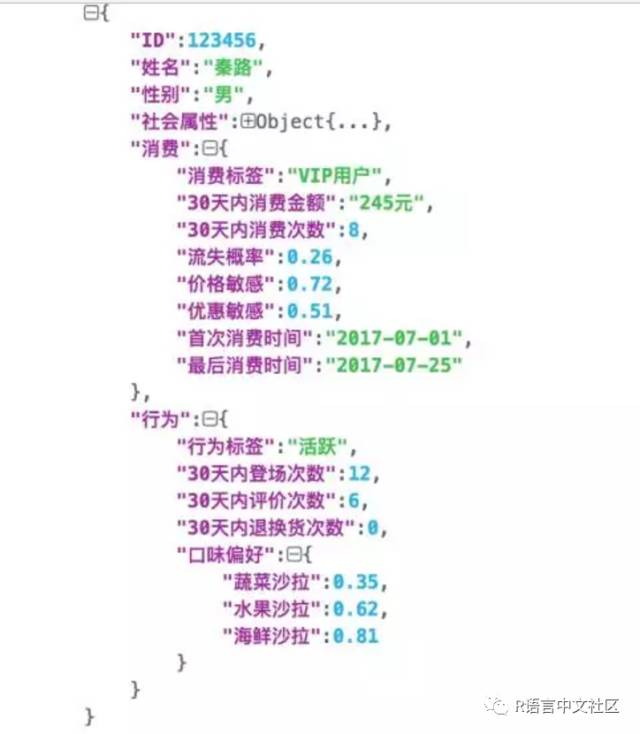 {
"ID":123456,
"姓名":"秦路",
"性别":"男",
"社会属性":Object{...},
"消费":{
"消费标签":"VIP用户",
"30天内消费金额":"245元",
"30天内消费次数":8,
"流失概率":0.26,
"价格敏感":0.72,
"优惠敏感":0.51,
"首次消费时间":"2017-07-01",
"最后消费时间":"2017-07-25"
},
"行为":{
"行为标签":"活跃",
"30天内登场次数":12,
"30天内评价次数":6,
"30天内退换货次数":0,
"口味偏好":{
"蔬菜沙拉":0.35,
"水果沙拉":0.62,
"海鲜沙拉":0.81
}
}
}
R语言中文社区